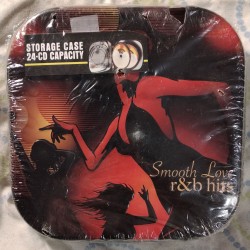 STORAGE CASE
24-CD CAPACITY
Smooth Love
r&b hits